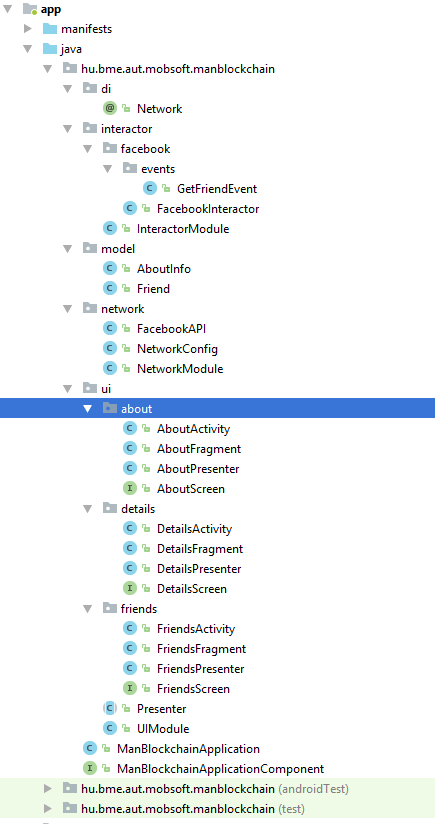 app
manifests
java
hu.bme.aut.mobsoft.manblockchain
di
@ Network
interactor
facebook
events
C GetFriendEvent
C FacebookInteractor
C InteractorModule
model
C AboutInfo
C Friend
network
C FacebookAPI
C NetworkConfig
C NetworkModule
ui
about
C AboutActivity
C AboutFragment
C AboutPresenter
I AboutScreen
details
C DetailsActivity
C DetailsFragment
C DetailsPresenter
I DetailsScreen
friends
C FriendsActivity
C FriendsFragment
C FriendsPresenter
I FriendsScreen
C Presenter
C UIModule
C ManBlockchainApplication
I ManBlockchainApplicationComponent
hu.bme.aut.mobsoft.manblockchain (androidTest)
hu.bme.aut.mobsoft.manblockchain (test)